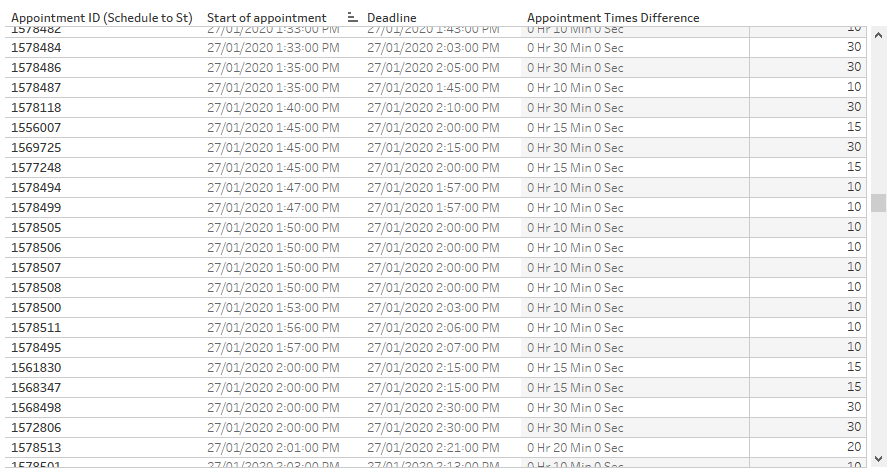 Appointment ID (Schedule to St) Start of appointment Deadline Appointment Times Difference
1578482 27/01/2020 1:33:00 PM 27/01/2020 1:43:00 PM 0 Hr 10 Min 0 Sec 10
1578484 27/01/2020 1:33:00 PM 27/01/2020 2:03:00 PM 0 Hr 30 Min 0 Sec 30
1578486 27/01/2020 1:35:00 PM 27/01/2020 2:05:00 PM 0 Hr 30 Min 0 Sec 30
1578487 27/01/2020 1:35:00 PM 27/01/2020 1:45:00 PM 0 Hr 10 Min 0 Sec 10
1578118 27/01/2020 1:40:00 PM 27/01/2020 2:10:00 PM 0 Hr 30 Min 0 Sec 30
1556007 27/01/2020 1:45:00 PM 27/01/2020 2:00:00 PM 0 Hr 15 Min 0 Sec 15
1569725 27/01/2020 1:45:00 PM 27/01/2020 2:15:00 PM 0 Hr 30 Min 0 Sec 30
1577248 27/01/2020 1:45:00 PM 27/01/2020 2:00:00 PM 0 Hr 15 Min 0 Sec 15
1578494 27/01/2020 1:47:00 PM 27/01/2020 1:57:00 PM 0 Hr 10 Min 0 Sec 10
1578499 27/01/2020 1:47:00 PM 27/01/2020 1:57:00 PM 0 Hr 10 Min 0 Sec 10
1578505 27/01/2020 1:50:00 PM 27/01/2020 2:00:00 PM 0 Hr 10 Min 0 Sec 10
1578506 27/01/2020 1:50:00 PM 27/01/2020 2:00:00 PM 0 Hr 10 Min 0 Sec 10
1578507 27/01/2020 1:50:00 PM 27/01/2020 2:00:00 PM 0 Hr 10 Min 0 Sec 10
1578508 27/01/2020 1:50:00 PM 27/01/2020 2:00:00 PM 0 Hr 10 Min 0 Sec 10
1578500 27/01/2020 1:53:00 PM 27/01/2020 2:03:00 PM 0 Hr 10 Min 0 Sec 10
1578511 27/01/2020 1:56:00 PM 27/01/2020 2:06:00 PM 0 Hr 10 Min 0 Sec 10
1578495 27/01/2020 1:57:00 PM 27/01/2020 2:07:00 PM 0 Hr 10 Min 0 Sec 10
1561830 27/01/2020 2:00:00 PM 27/01/2020 2:15:00 PM 0 Hr 15 Min 0 Sec 15
1568347 27/01/2020 2:00:00 PM 27/01/2020 2:15:00 PM 0 Hr 15 Min 0 Sec 15
1568498 27/01/2020 2:00:00 PM 27/01/2020 2:30:00 PM 0 Hr 30 Min 0 Sec 30
1572806 27/01/2020 2:00:00 PM 27/01/2020 2:30:00 PM 0 Hr 30 Min 0 Sec 30
1578513 27/01/2020 2:01:00 PM 27/01/2020 2:21:00 PM 0 Hr 20 Min 0 Sec 20
1578501 27/01/2020 2:03:00 PM 27/01/2020 2:13:00 PM 0 Hr 10 Min 0 Sec 10